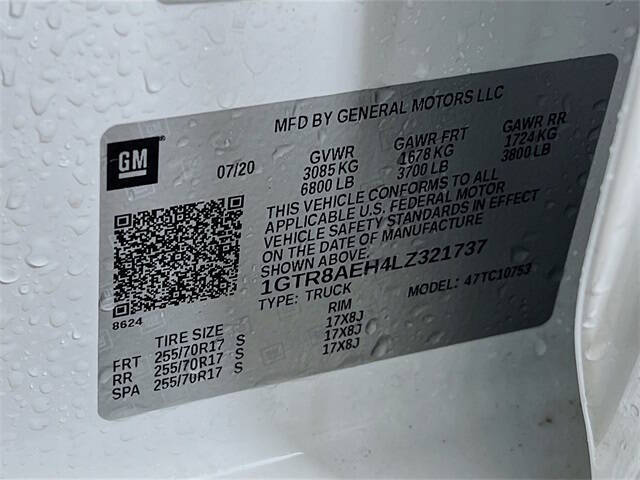 MFD BY GENERAL MOTORS LLC
GM
07/20
GVWR GAWR FRT GAWR RR
3085 KG 1678 KG 1724 KG
6800 LB 3700 LB 3800 LB
THIS VEHICLE CONFORMS TO ALL
APPLICABLE U.S. FEDERAL MOTOR
VEHICLE SAFETY STANDARDS IN EFFECT
ON THE DATE OF MANUFACTURE
SHOWN ABOVE.
1GTR8AEH4LZ321737
TYPE: TRUCK MODEL: 47TC10753
8624
TIRE SIZE RIM
FRT 255/70R17 S 17X8J
RR 255/70R17 S 17X8J
SPA 255/70R17 S 17X8J